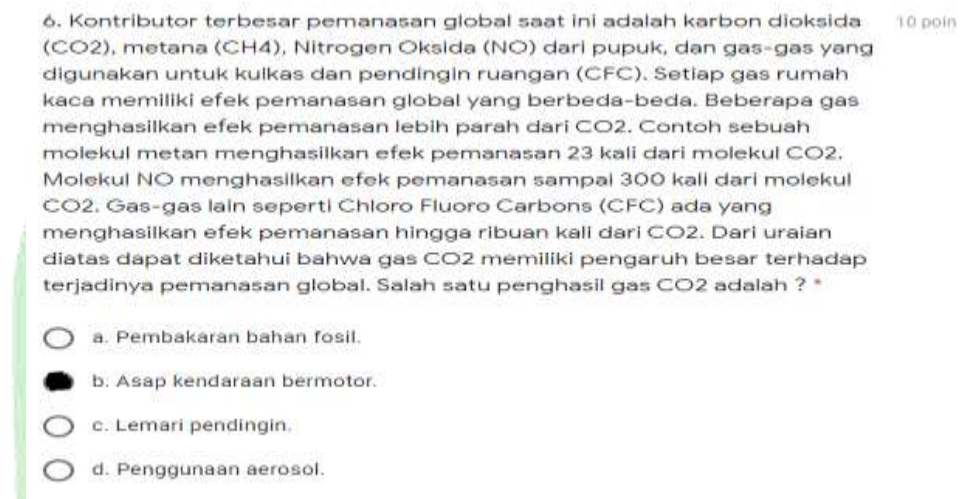 6. Kontributor terbesar pemanasan global saat ini adalah karbon dioksida 10 poin
(CO2), metana (CH4), Nitrogen Oksida (NO) dari pupuk, dan gas-gas yang
digunakan untuk kulkas dan pendingin ruangan (CFC). Setiap gas rumah
kaca memiliki efek pemanasan global yang berbeda-beda. Beberapa gas
menghasilkan efek pemanasan lebih parah dari CO2. Contoh sebuah
molekul metan menghasilkan efek pemanasan 23 kali dari molekul CO2.
Molekul NO menghasilkan efek pemanasan sampai 300 kali dari molekul
CO2. Gas-gas lain seperti Chloro Fluoro Carbons (CFC) ada yang
menghasilkan efek pemanasan hingga ribuan kali dari CO2. Dari uraian
diatas dapat diketahui bahwa gas CO2 memiliki pengaruh besar terhadap
terjadinya pemanasan global. Salah satu penghasil gas CO2 adalah ? *
a. Pembakaran bahan fosil.
b. Asap kendaraan bermotor.
c. Lemari pendingin.
d. Penggunaan aerosol.